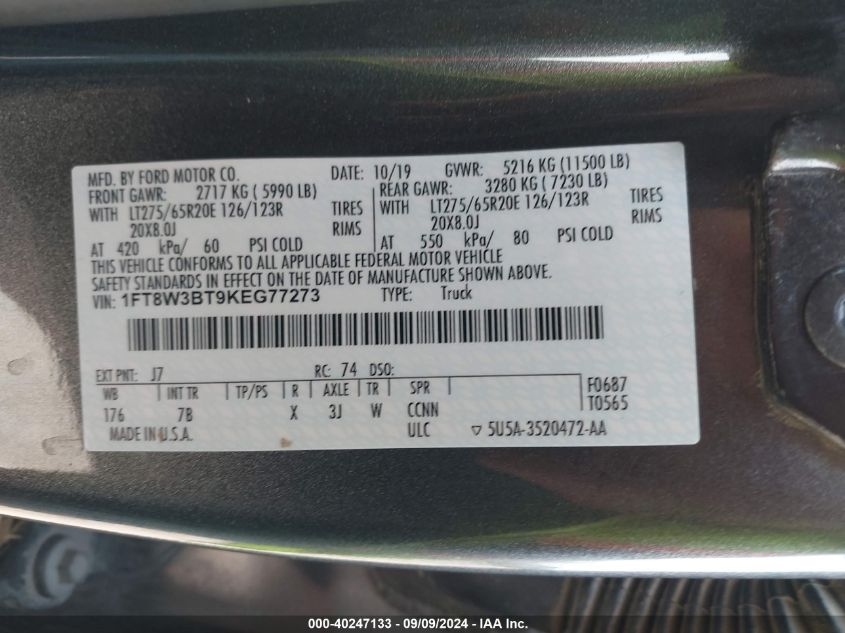 MFD. BY FORD MOTOR CO. DATE: 10/19 GVWR: 5216 KG (11500 LB)
FRONT GAWR: 2717 KG ( 5990 LB) REAR GAWR: 3280 KG ( 7230 LB)
WITH LT275/65R20E 126/123R TIRES WITH LT275/65R20E 126/123R TIRES
20X8.0J RIMS 20X8.0J RIMS
AT 420 kPa/ 60 PSI COLD AT 550 kPa/ 80 PSI COLD
THIS VEHICLE CONFORMS TO ALL APPLICABLE FEDERAL MOTOR VEHICLE
SAFETY STANDARDS IN EFFECT ON THE DATE OF MANUFACTURE SHOWN ABOVE.
VIN: 1FT8W3BT9KEG77273 TYPE: Truck
EXT PNT: J7 RC: 74 DSO:
WB INT TR TP/PS R AXLE TR SPR F0687
176 7B X 3J W CCNN T0565
MADE IN U.S.A. ULC ▽ 5U5A-3520472-AA
000-40247133 - 09/09/2024 - IAA Inc.